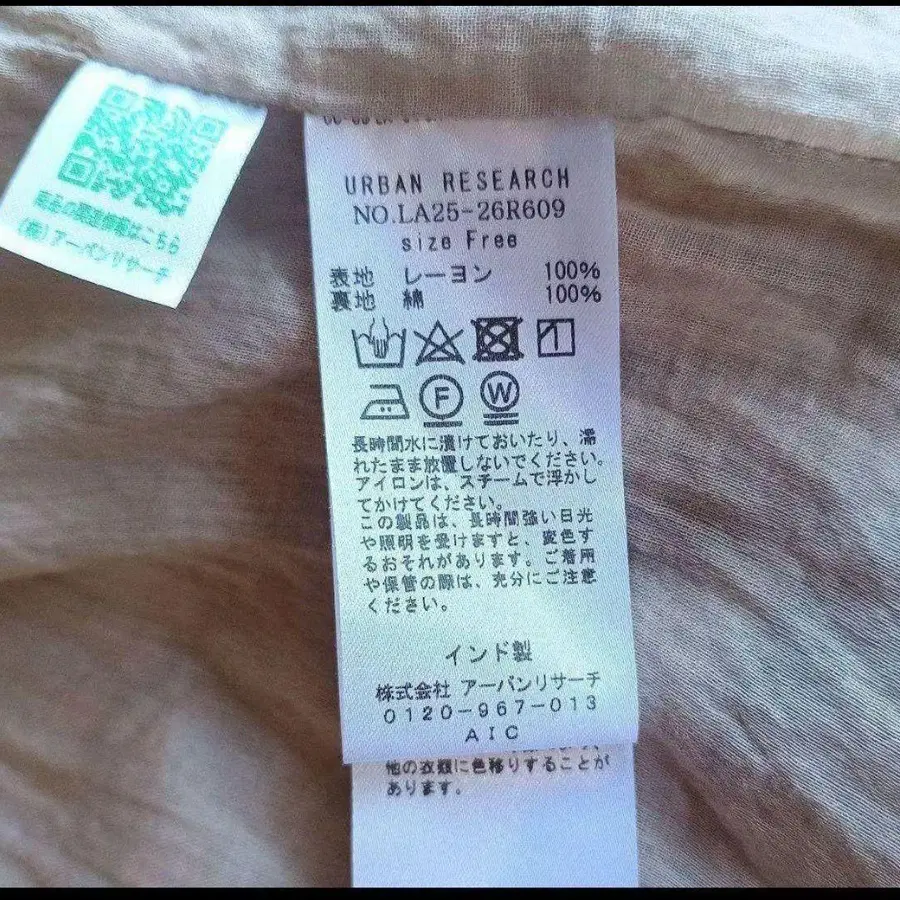 商品の取扱情報はこちら
(株)アーバンリサーチ
URBAN RESEARCH
NO.LA25-26R609
size Free
表地 レーヨン 100%
裏地 綿 100%
F W
長時間水に漬けておいたり、濡
れたまま放置しないでください。
アイロンは、スチームで浮かし
てかけてください。
この製品は、長時間強い日光
や照明を受けますと、変色す
るおそれがあります。ご着用
や保管の際は、充分にご注意
ください。
インド製
株式会社 アーバンリサーチ
0120-967-013
AIC
他の衣類に色移りすることが
あります。